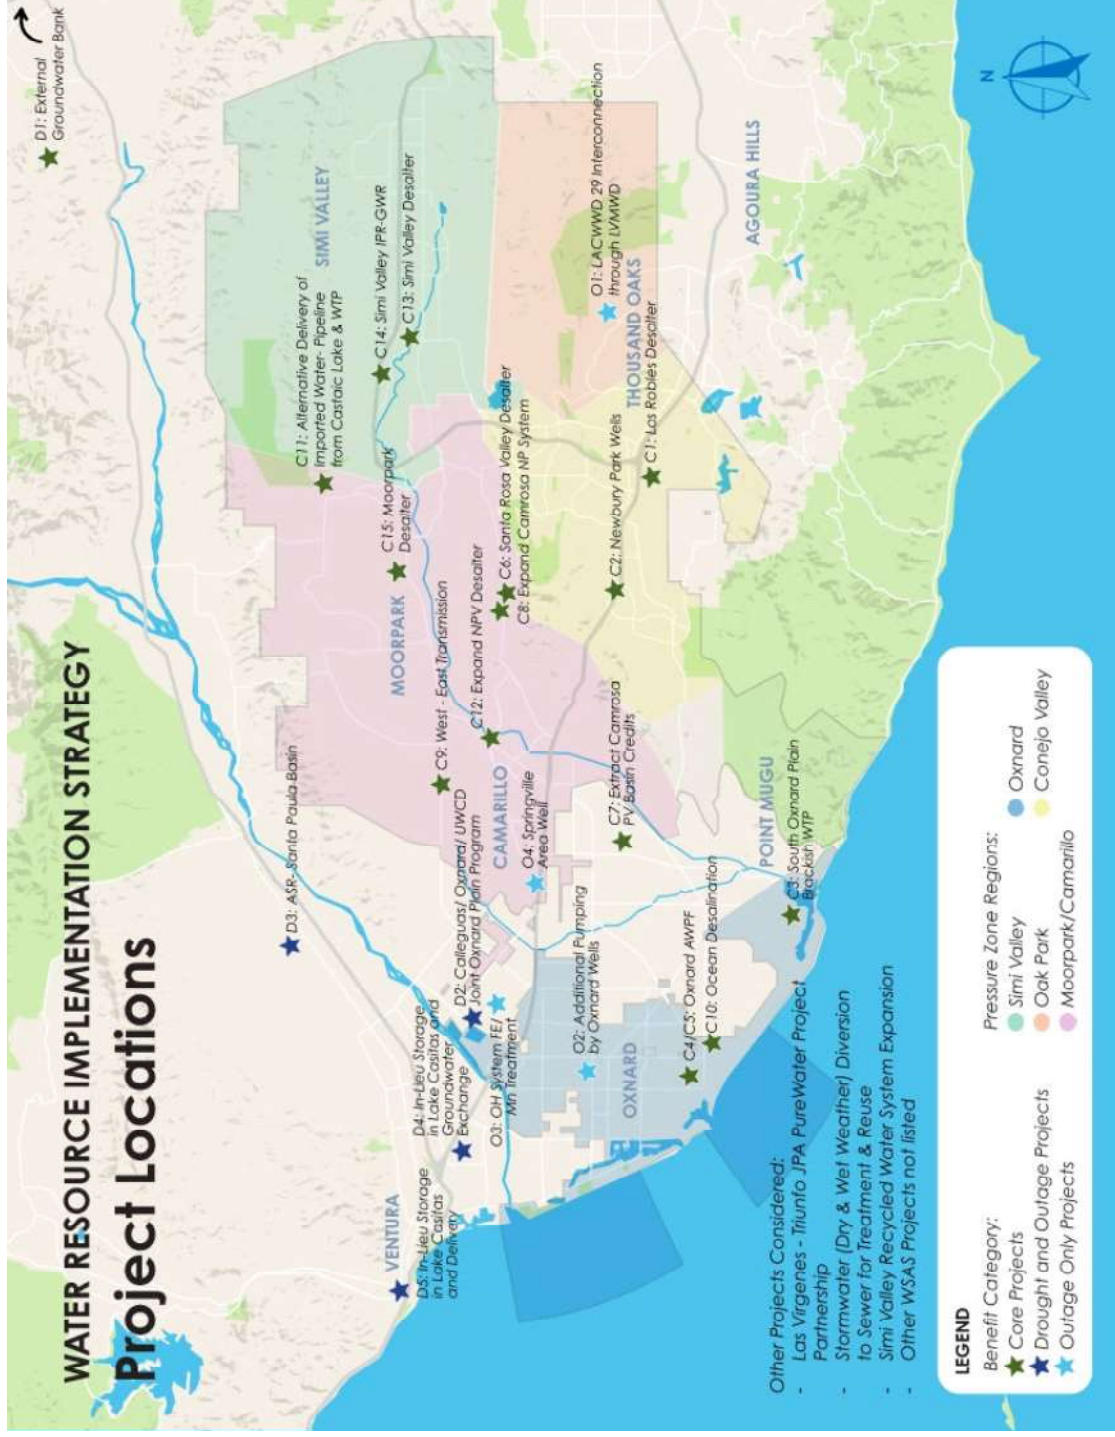 WATER RESOURCE IMPLEMENTATION STRATEGY
Project Locations
D1: External
Groundwater Bank
SIMI VALLEY
C11: Alternative Delivery of
Imported Water- Pipeline
from Castaic Lake & WTP
C14: Simi Valley IPR-GWR
C13: Simi Valley Desalter
C15: Moorpark
Desalter
MOORPARK
D3: ASR- Santa Paula Basin
C9: West - East Transmission
C12: Expand NPV Desalter
C6: Santa Rosa Valley Desalter
C8: Expand Camrosa NP System
O1: LACWWD 29 Interconnection
through LVMWD
THOUSAND OAKS
AGOURA HILLS
C1: Los Robles Desalter
C2: Newbury Park Wells
VENTURA
D5: In-Lieu Storage
in Lake Casitas
and Delivery
D4: In-Lieu Storage
in Lake Casitas and
Groundwater
Exchange
D2: Calleguas/ Oxnard/ UWCD
Joint Oxnard Plain Program
CAMARILLO
O4: Springville
Area Well
O3: OH System FE/
Mn Treatment
O2: Additional Pumping
by Oxnard Wells
OXNARD
C7: Extract Camrosa
PV Basin Credits
C4/C5: Oxnard AWPF
C10: Ocean Desalination
POINT MUGU
C3: South Oxnard Plain
Brackish WTP
N
Other Projects Considered:
- Las Virgenes - Triunfo JPA PureWater Project
Partnership
- Stormwater (Dry & Wet Weather) Diversion
to Sewer for Treatment & Reuse
- Simi Valley Recycled Water System Expansion
- Other WSAS Projects not listed
LEGEND
Benefit Category:
Core Projects
Drought and Outage Projects
Outage Only Projects
Pressure Zone Regions:
Simi Valley
Oak Park
Moorpark/Camarillo
Oxnard
Conejo Valley